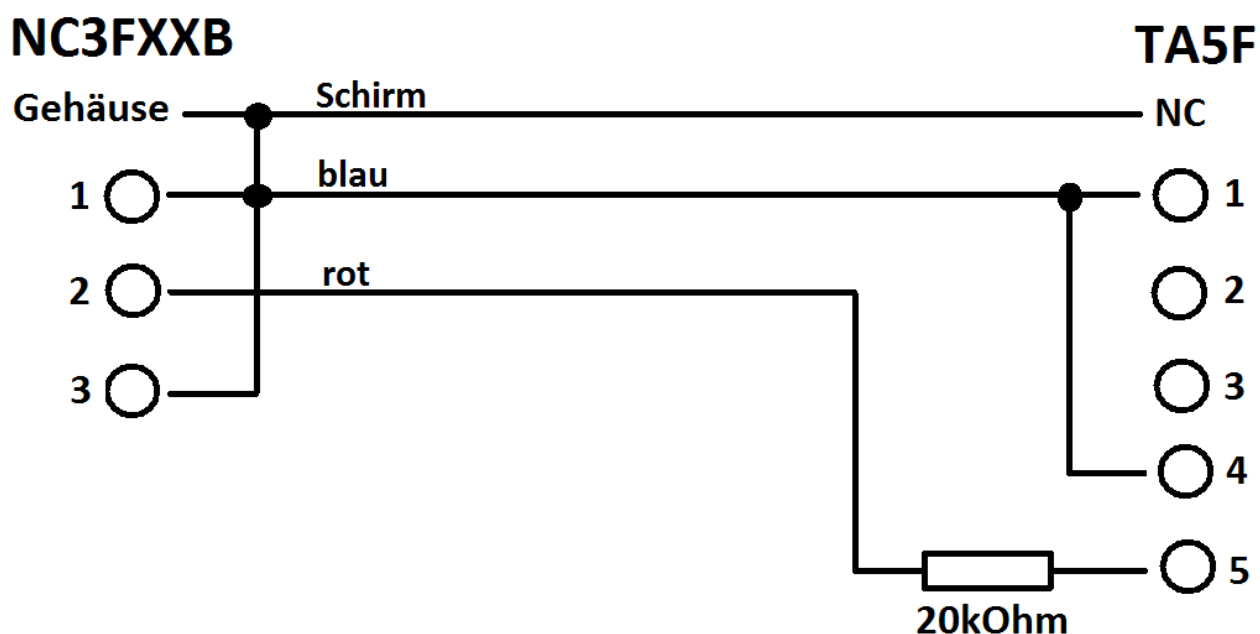 NC3FXXB
TA5F
Gehäuse
Schirm
NC
1
blau
1
2
rot
2
3
3
4
5
20kOhm